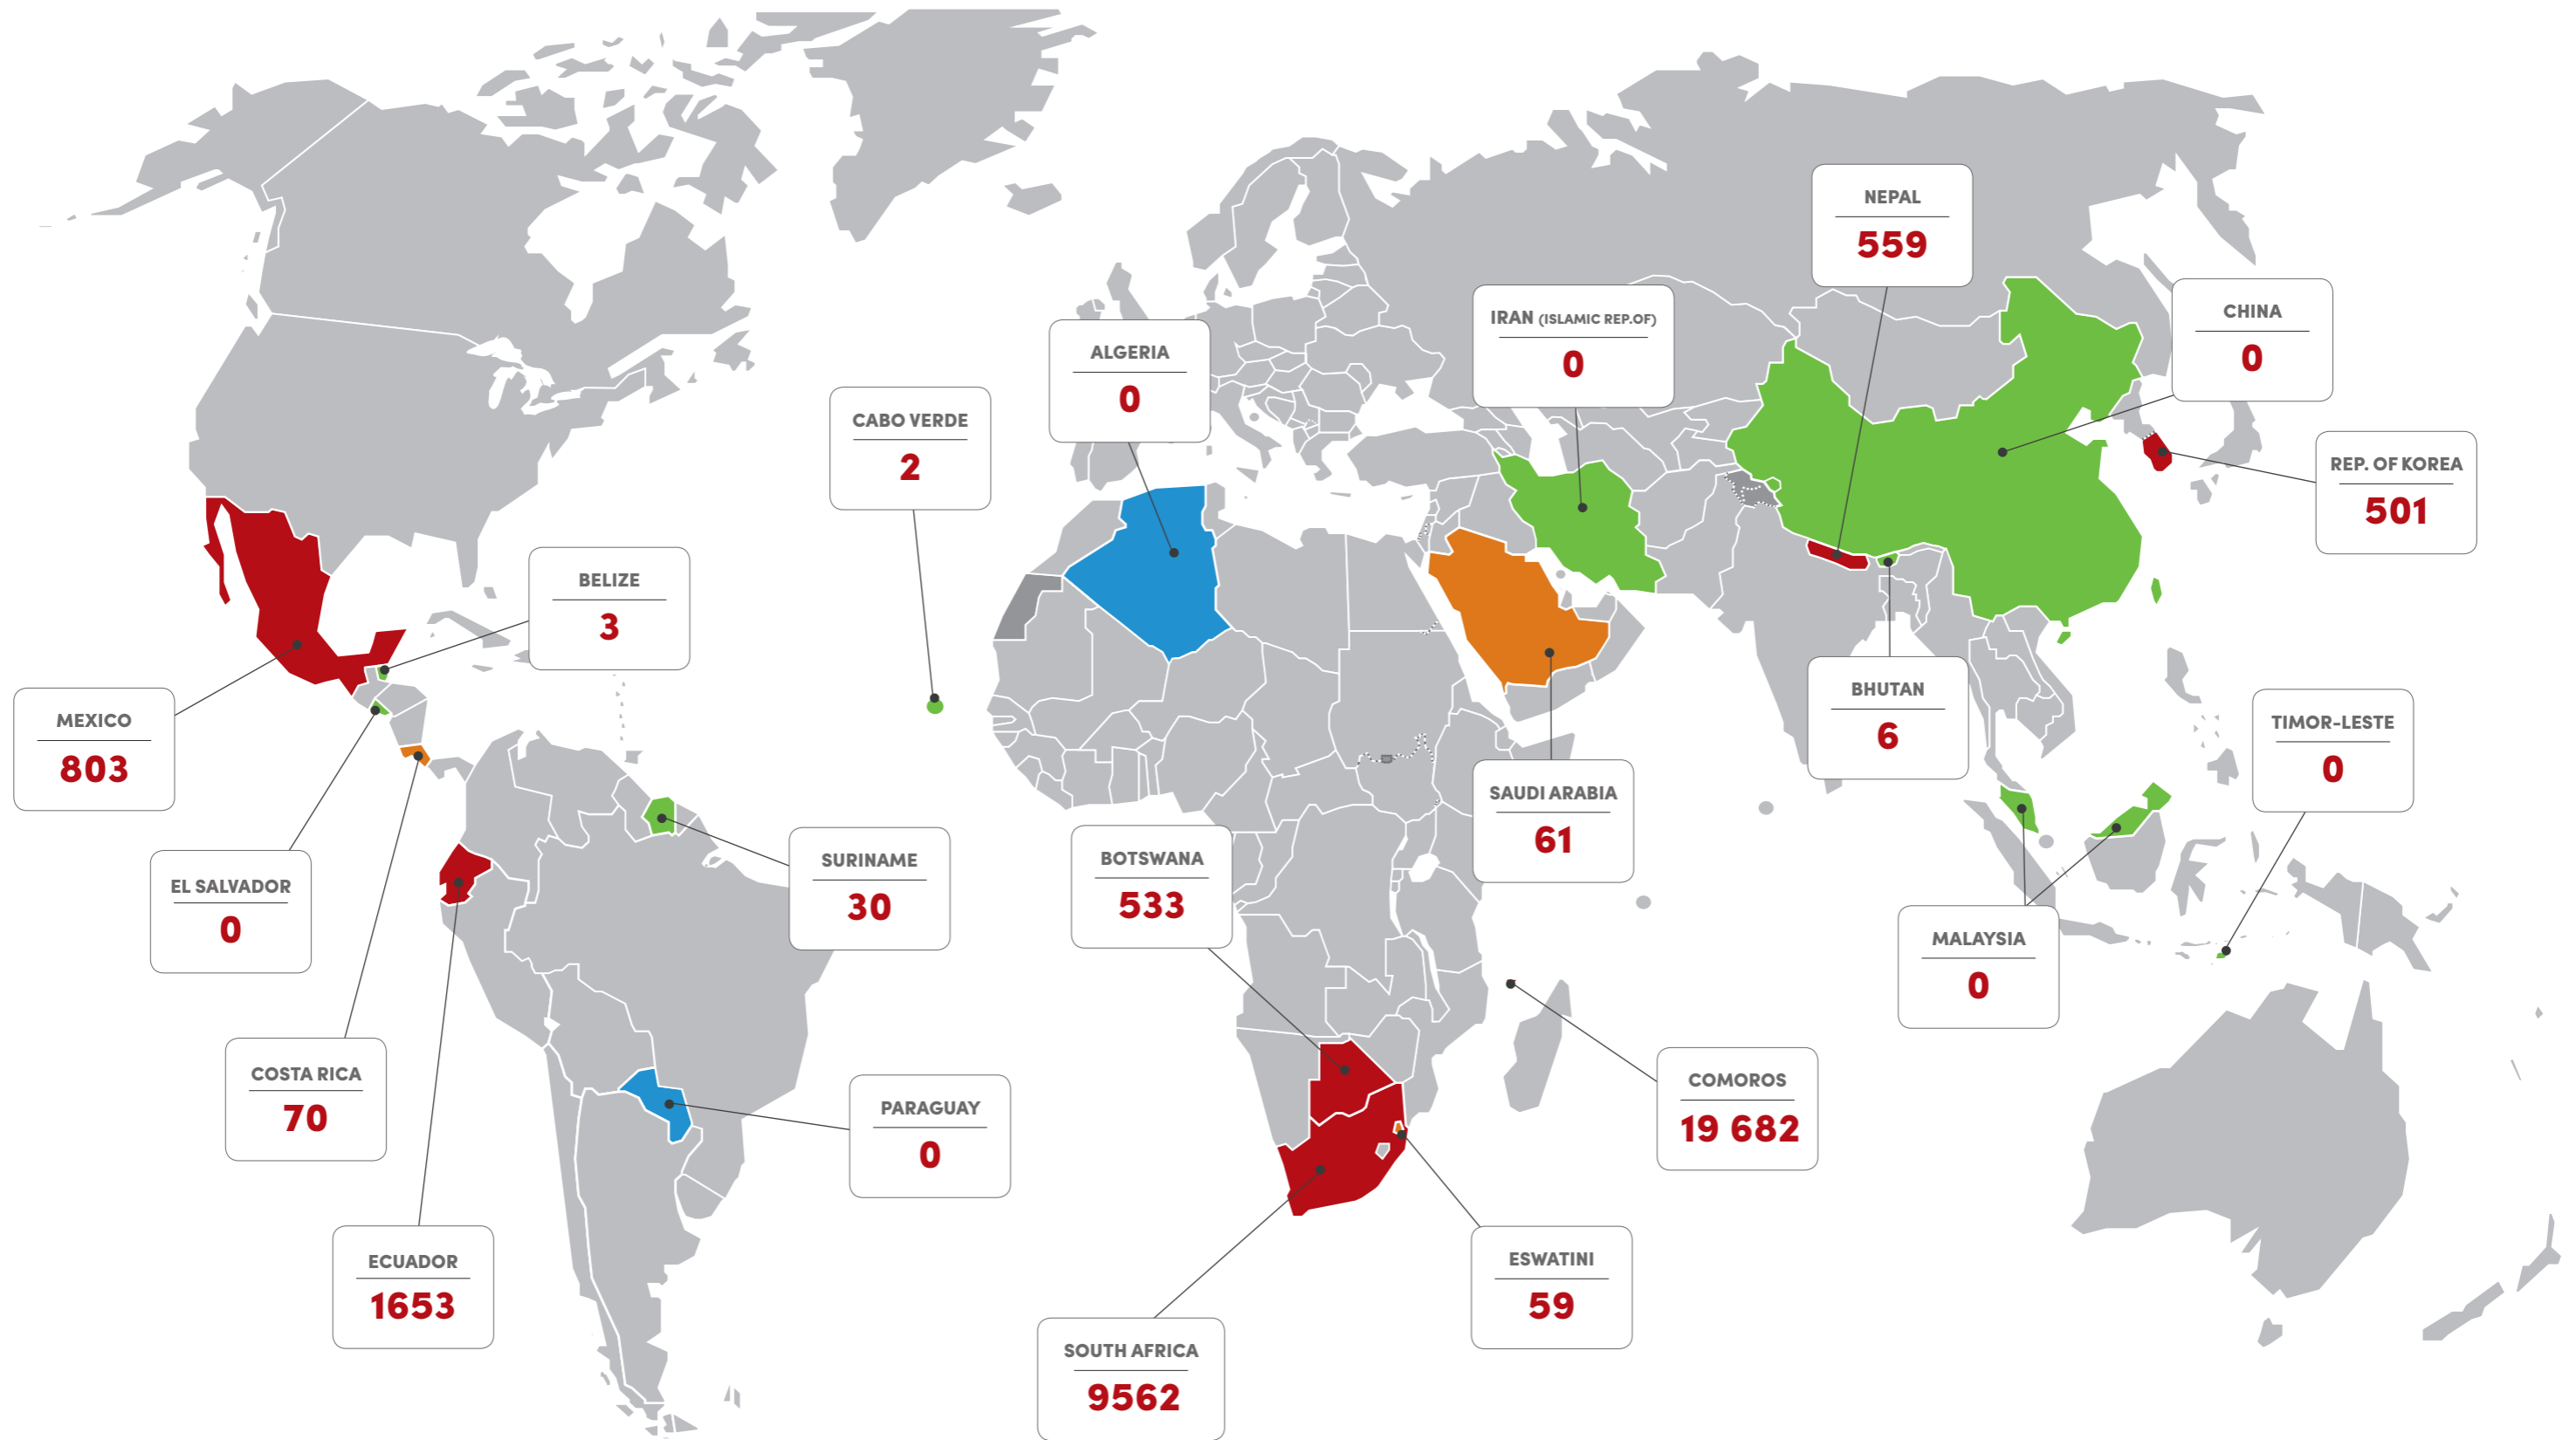 NEPAL
559
CHINA
0
IRAN (ISLAMIC REP.OF)
0
ALGERIA
0
CABO VERDE
2
REP. OF KOREA
501
BELIZE
3
MEXICO
803
BHUTAN
6
TIMOR-LESTE
0
SAUDI ARABIA
61
EL SALVADOR
0
SURINAME
30
BOTSWANA
533
MALAYSIA
0
COSTA RICA
70
PARAGUAY
0
COMOROS
19 682
ECUADOR
1653
ESWATINI
59
SOUTH AFRICA
9562